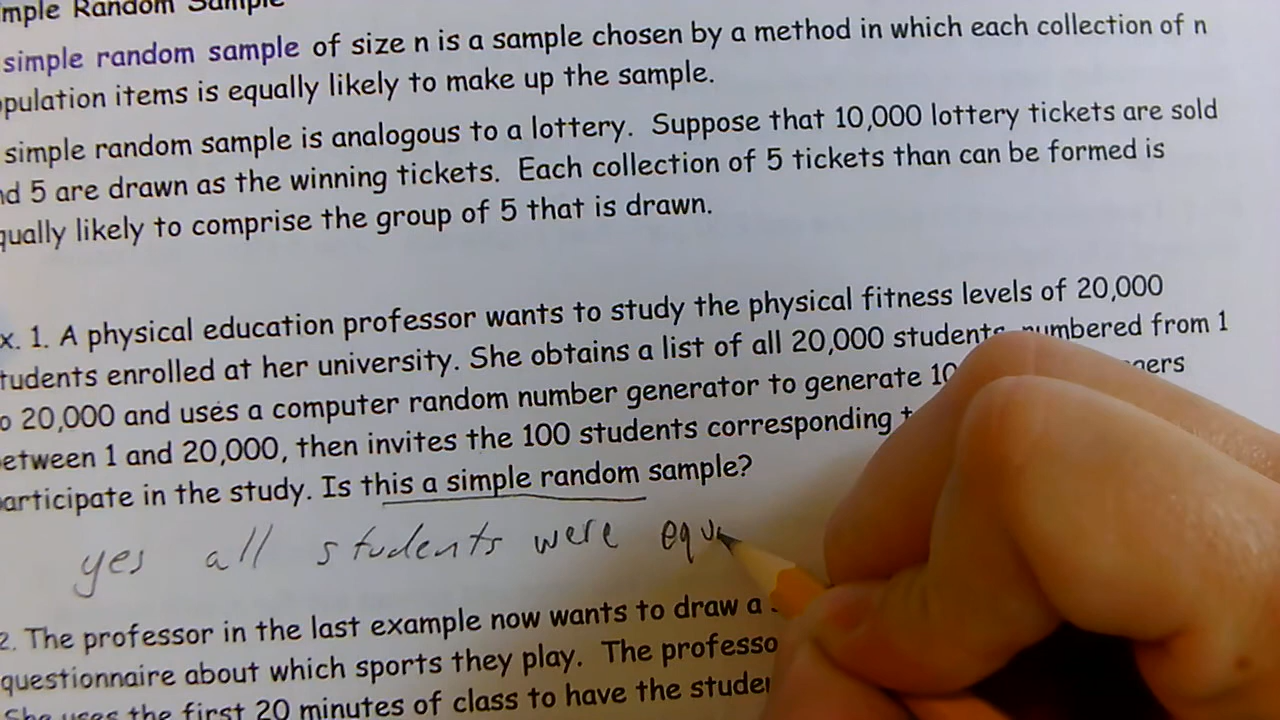 mple Random Sample
simple random sample of size n is a sample chosen by a method in which each collection of n
pulation items is equally likely to make up the sample.
simple random sample is analogous to a lottery. Suppose that 10,000 lottery tickets are sold
nd 5 are drawn as the winning tickets. Each collection of 5 tickets than can be formed is
qually likely to comprise the group of 5 that is drawn.
x. 1. A physical education professor wants to study the physical fitness levels of 20,000
tudents enrolled at her university. She obtains a list of all 20,000 students numbered from 1
o 20,000 and uses a computer random number generator to generate 10 gers
etween 1 and 20,000, then invites the 100 students corresponding t
articipate in the study. Is this a simple random sample?
yes all students were equ
2. The professor in the last example now wants to draw a
questionnaire about which sports they play. The professo
She uses the first 20 minutes of class to have the studen